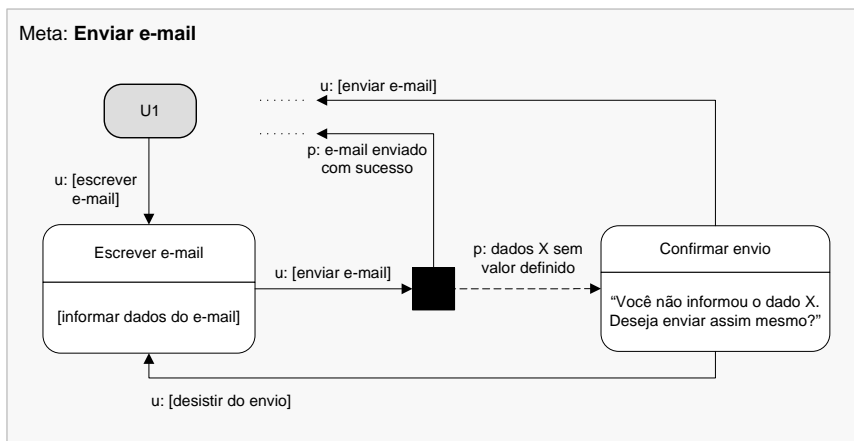 Meta: Enviar e-mail
u: [enviar e-mail]
U1
p: e-mail enviado
com sucesso
u: [escrever
e-mail]
Escrever e-mail
[informar dados do e-mail]
u: [enviar e-mail]
p: dados X sem
valor definido
Confirmar envio
“Você não informou o dado X.
Deseja enviar assim mesmo?”
u: [desistir do envio]